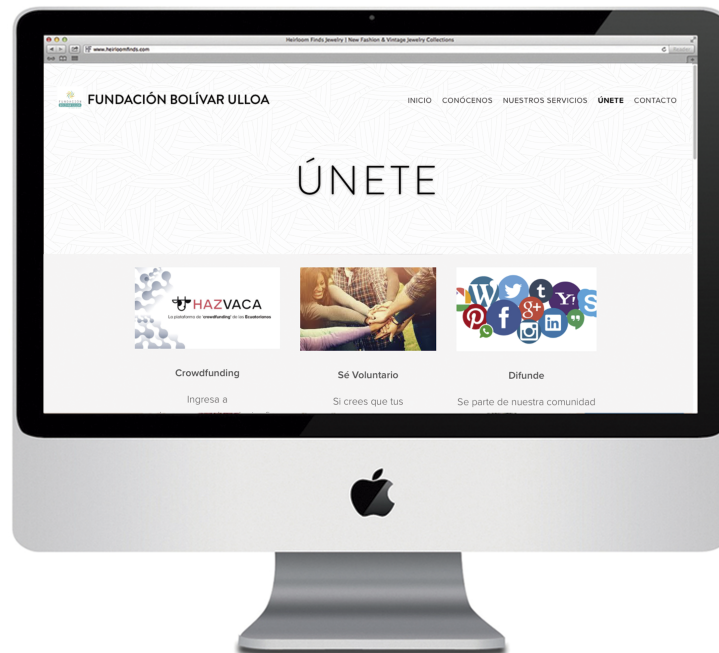 Heirloom Finds Jewelry | New Fashion & Vintage Jewelry Collections
www.heirloomfinds.com
FUNDACIÓN BOLÍVAR ULLOA
INICIO CONÓCENOS NUESTROS SERVICIOS ÚNETE CONTACTO
ÚNETE
HAZVACA
La plataforma de 'crowdfunding' de los Ecuatorianos
Crowdfunding
Ingresa a
Sé Voluntario
Si crees que tus
Difunde
Se parte de nuestra comunidad